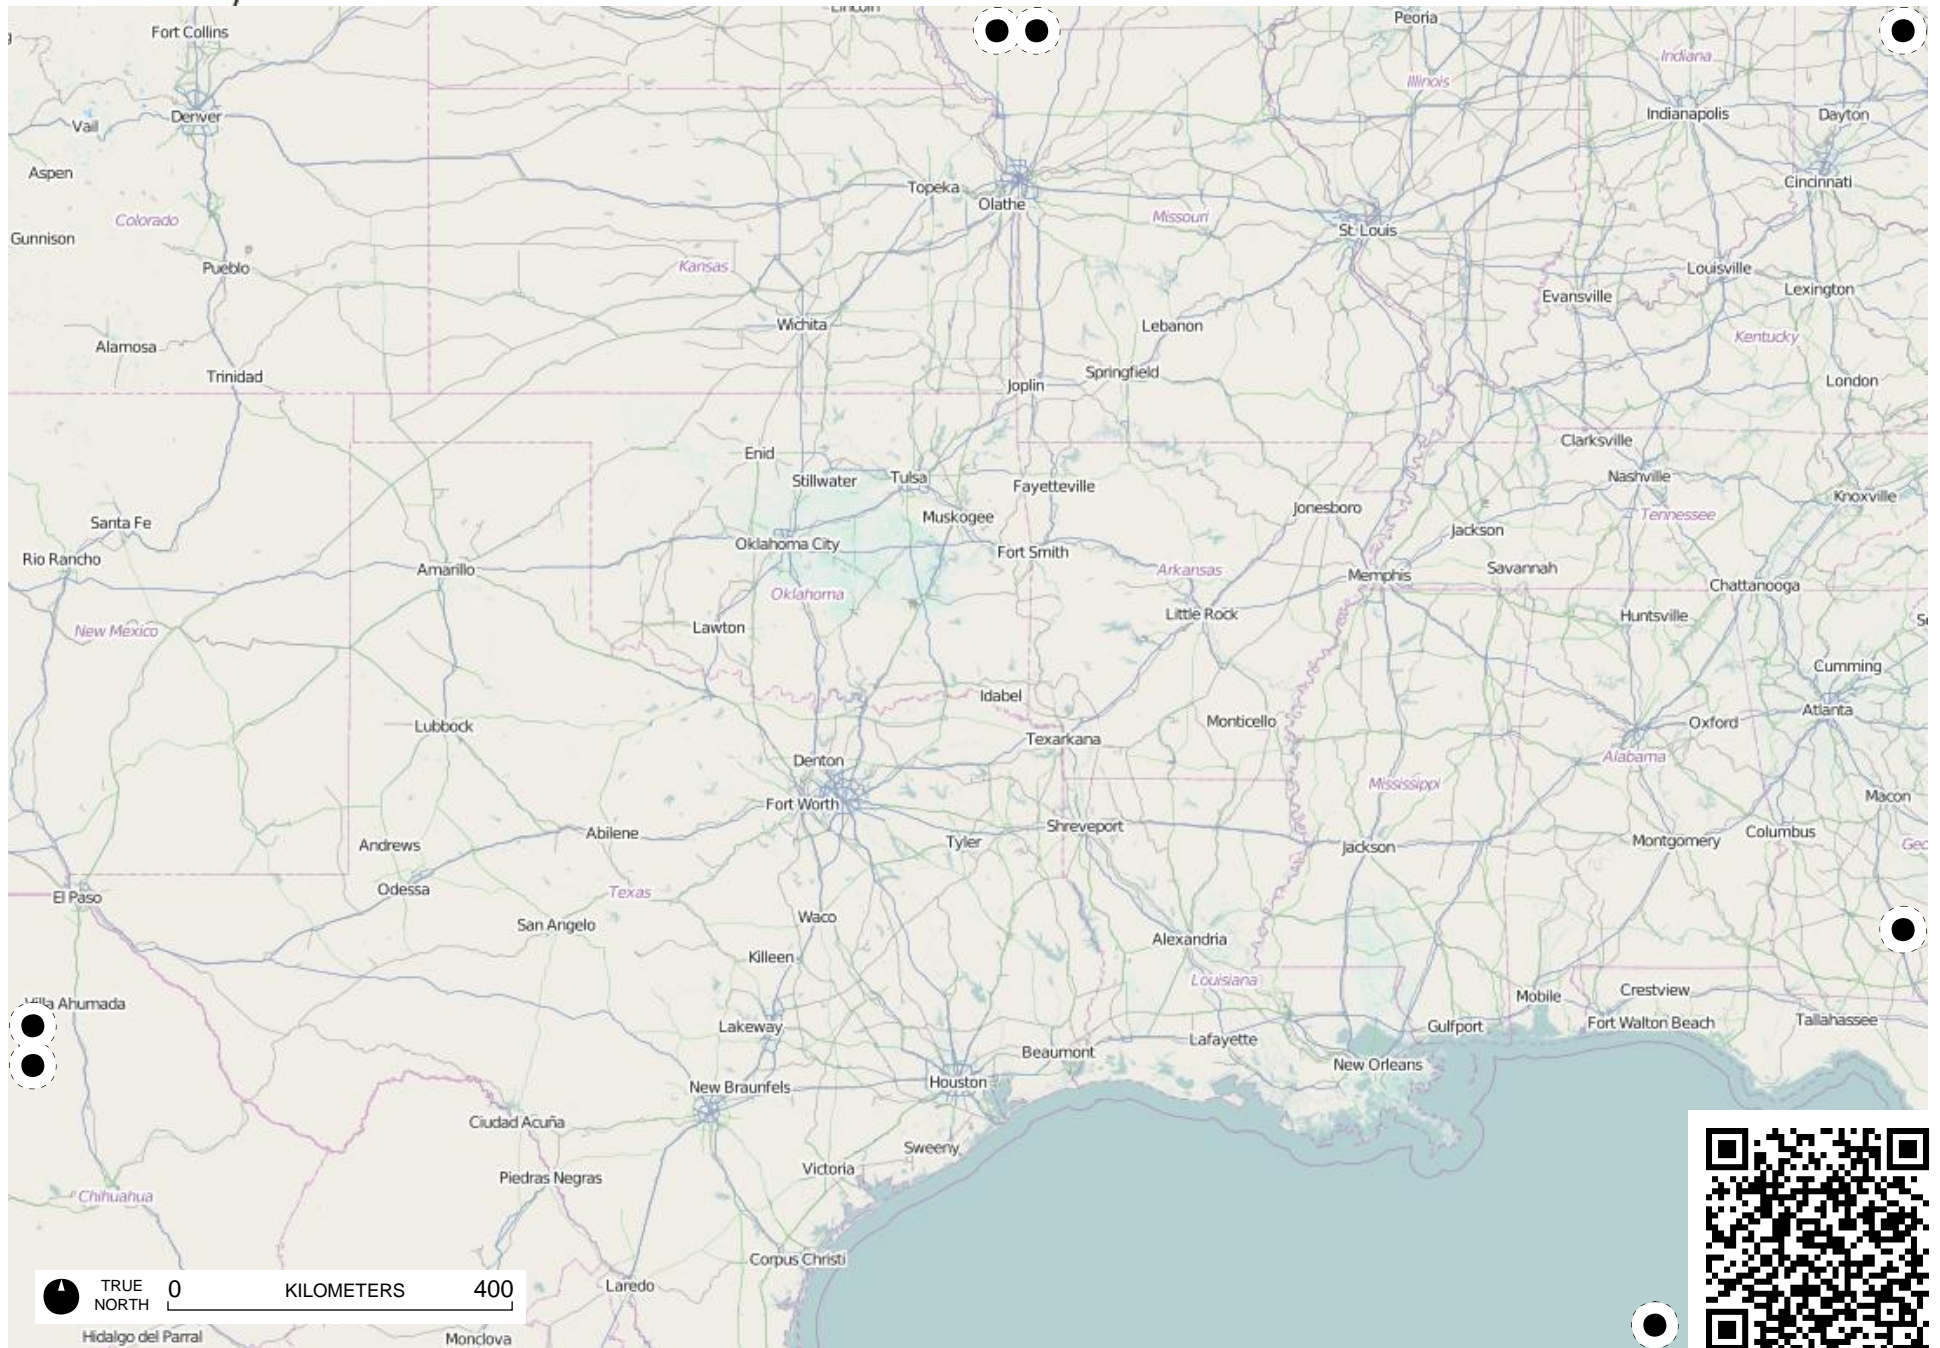 Lincoln
Fort Collins
Peoria
Indiana
Illinois
Denver
Vail
Indianapolis
Dayton
Aspen
Topeka
Olathe
Cincinnati
Colorado
Missouri
St. Louis
Gunnison
Pueblo
Kansas
Louisville
Evansville
Lexington
Wichita
Lebanon
Kentucky
Alamosa
Trinidad
Springfield
Joplin
London
Clarksville
Enid
Stillwater
Tulsa
Fayetteville
Nashville
Knoxville
Santa Fe
Muskogee
Jonesboro
Jackson
Tennessee
Rio Rancho
Oklahoma City
Fort Smith
Amarillo
Arkansas
Memphis
Savannah
Chattanooga
Oklahoma
Little Rock
Huntsville
New Mexico
Lawton
Cumming
Idabel
Lubbock
Monticello
Oxford
Atlanta
Texarkana
Denton
Alabama
Mississippi
Fort Worth
Macon
Abilene
Shreveport
Columbus
Andrews
Tyler
Jackson
Montgomery
Geo
El Paso
Odessa
Texas
San Angelo
Waco
Alexandria
Killeen
Louisiana
Villa Ahumada
Mobile
Crestview
Lakeway
Gulfport
Fort Walton Beach
Tallahassee
Lafayette
Beaumont
New Orleans
New Braunfels
Houston
Ciudad Acuña
Sweeny
Piedras Negras
Victoria
Chihuahua
Corpus Christi
Laredo
TRUE NORTH
0 KILOMETERS 400
Hidalgo del Parral
Monclova